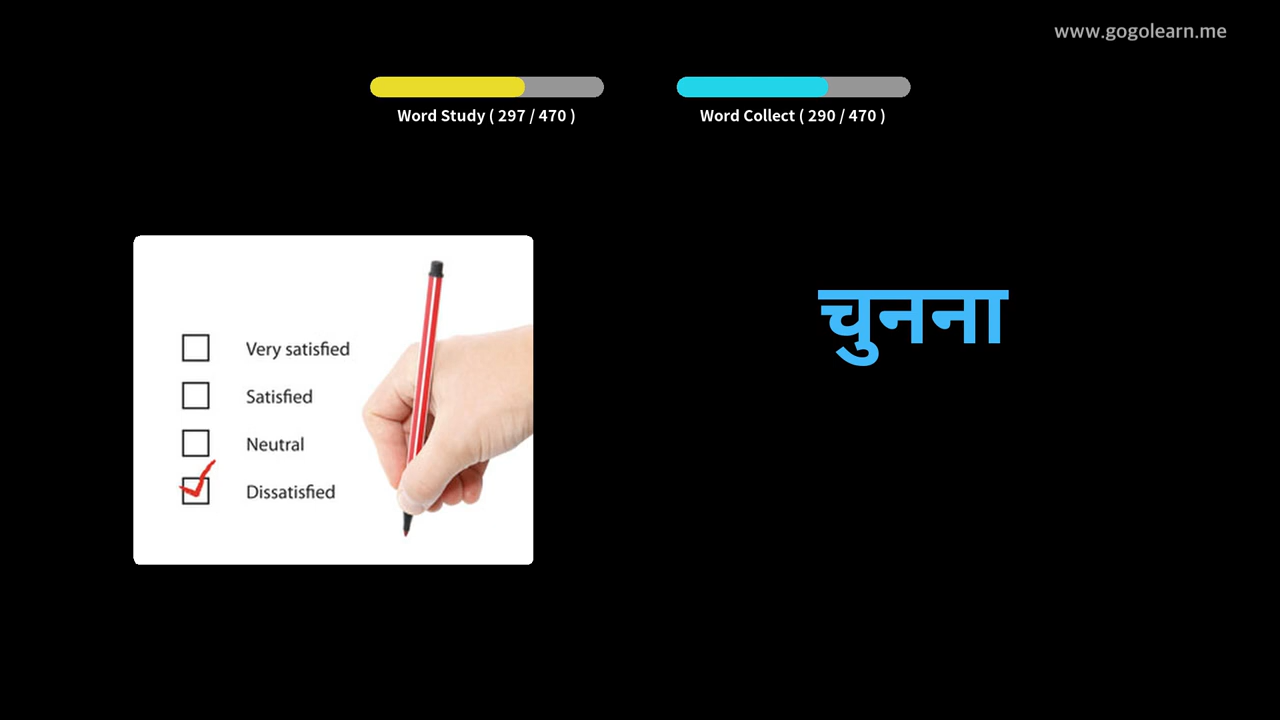 www.gogolearn.me
Word Study ( 297 / 470 )
Word Collect ( 290 / 470 )
Very satisfied
Satisfied
Neutral
Dissatisfied
चुनना